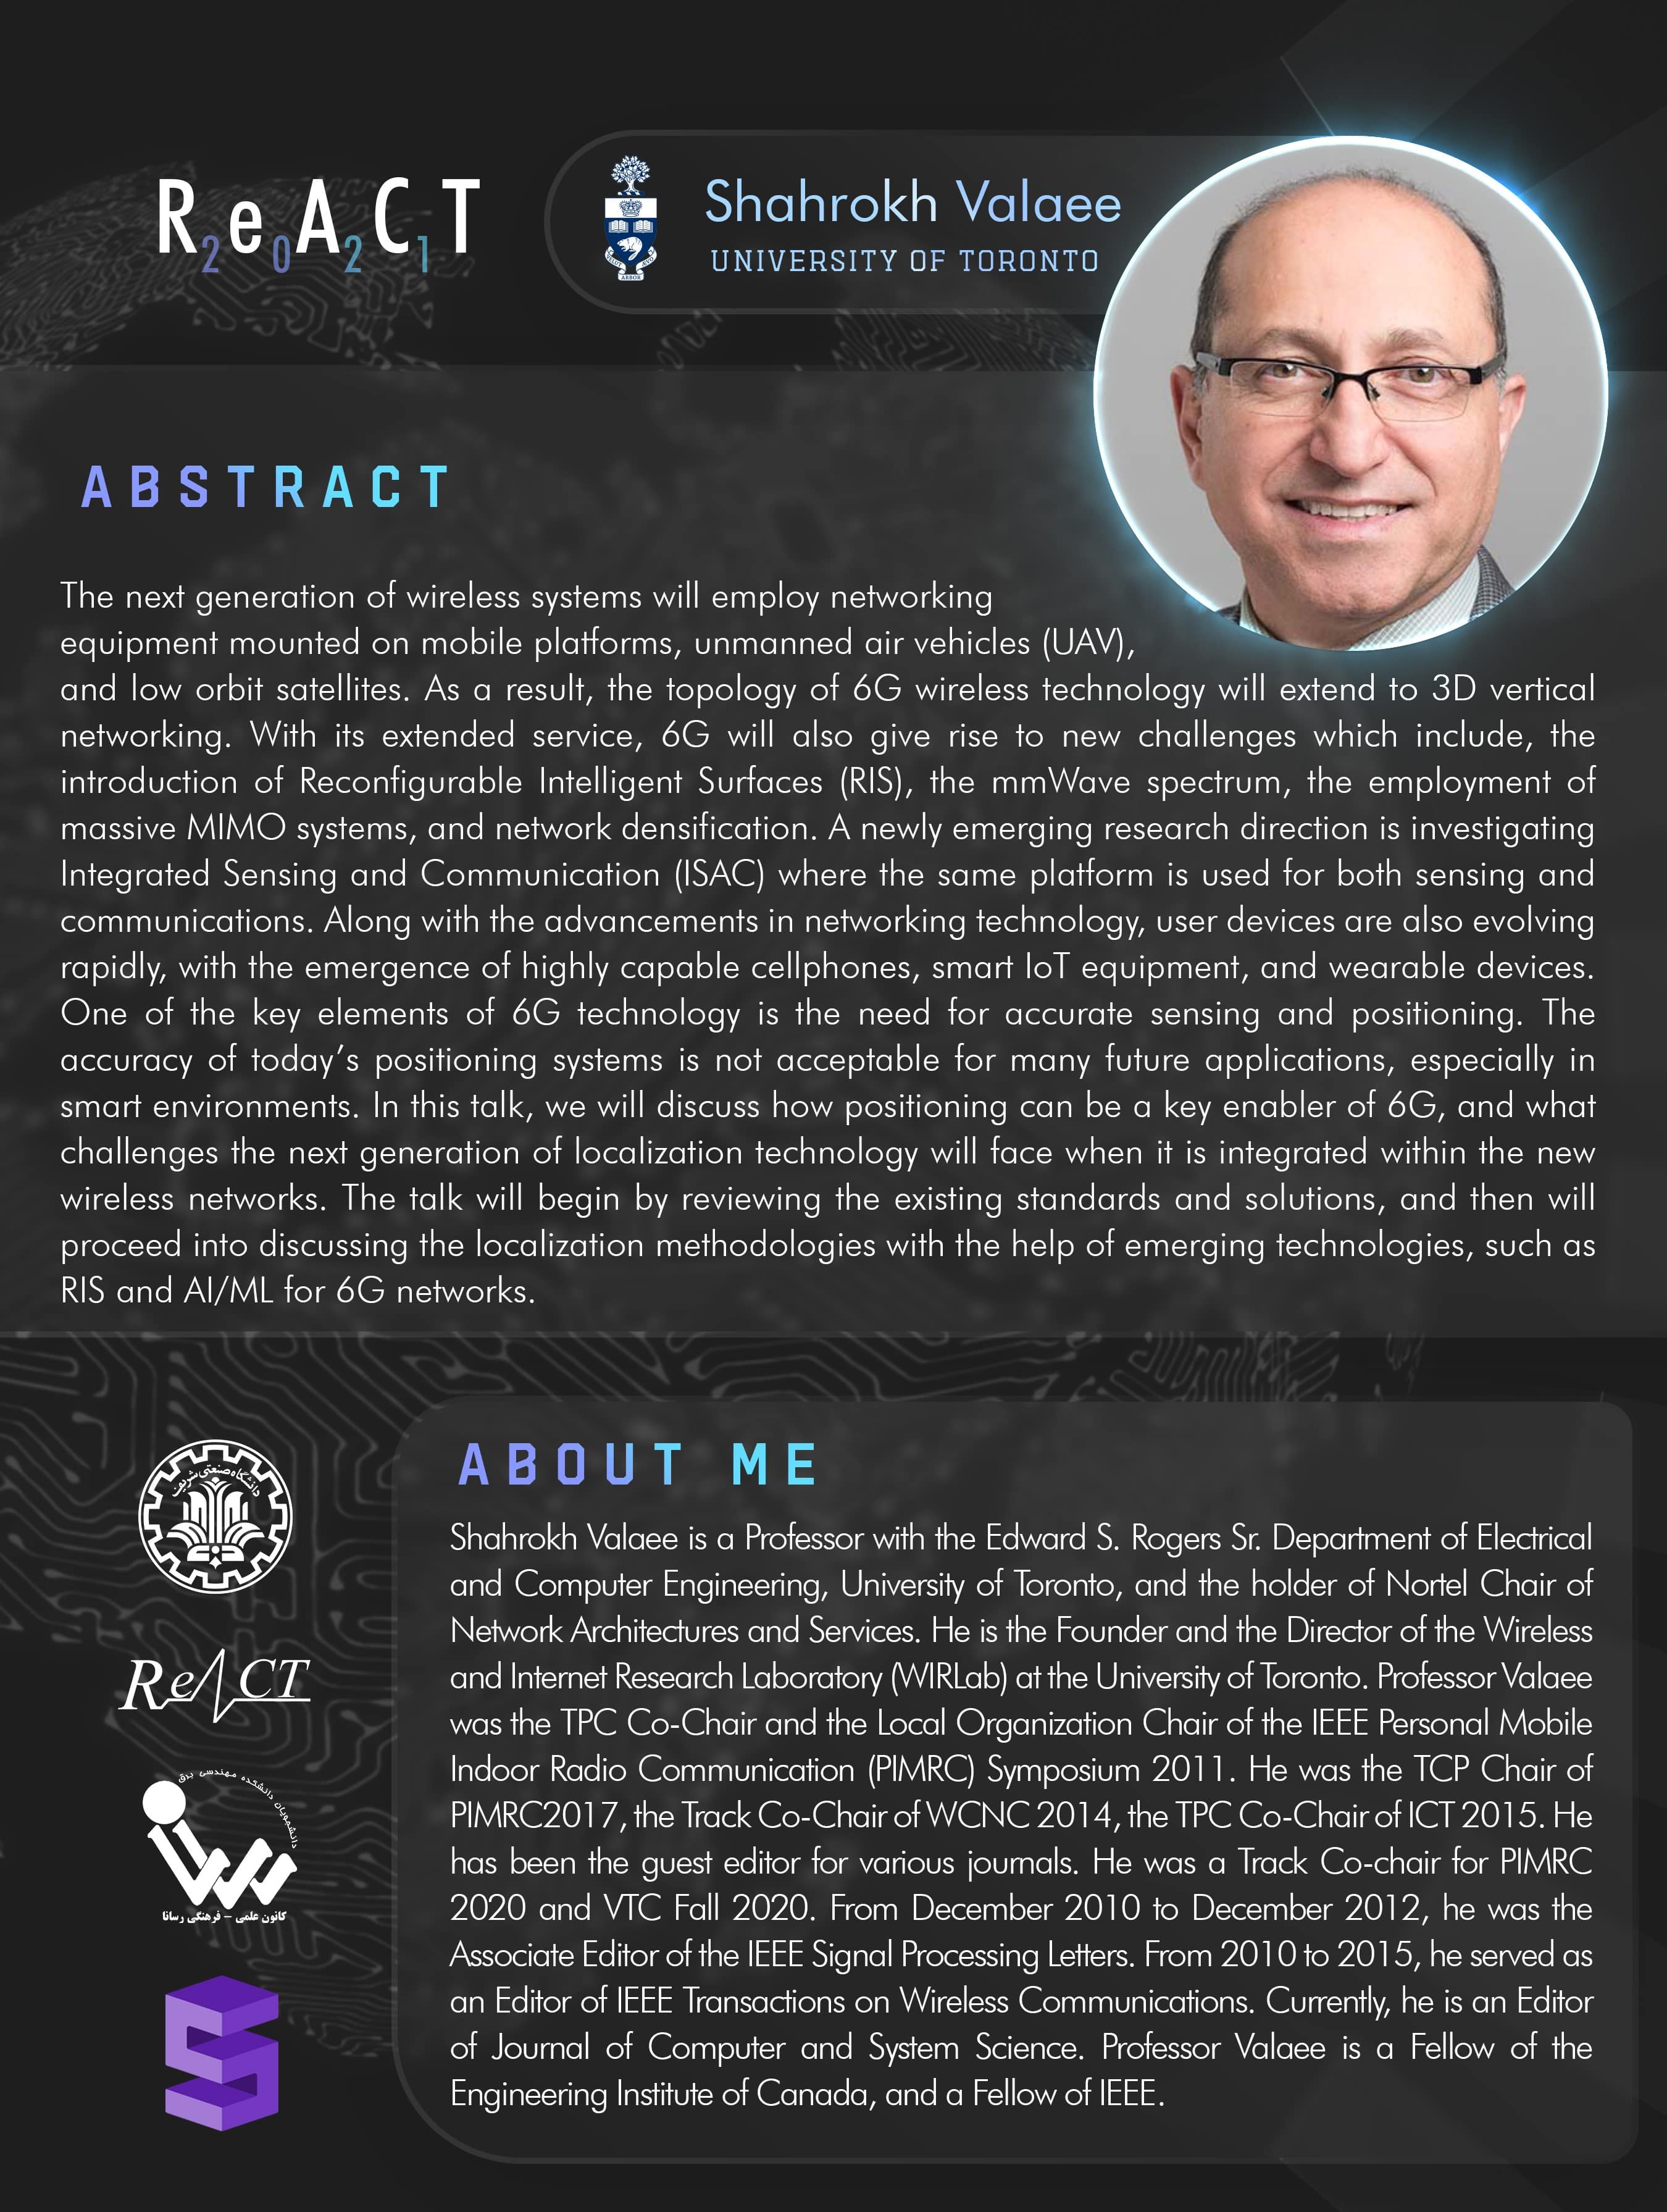 ReACT
2021
Shahrokh Valaee
UNIVERSITY OF TORONTO
ABSTRACT
The next generation of wireless systems will employ networking
equipment mounted on mobile platforms, unmanned air vehicles (UAV),
and low orbit satellites. As a result, the topology of 6G wireless technology will extend to 3D vertical
networking. With its extended service, 6G will also give rise to new challenges which include, the
introduction of Reconfigurable Intelligent Surfaces (RIS), the mmWave spectrum, the employment of
massive MIMO systems, and network densification. A newly emerging research direction is investigating
Integrated Sensing and Communication (ISAC) where the same platform is used for both sensing and
communications. Along with the advancements in networking technology, user devices are also evolving
rapidly, with the emergence of highly capable cellphones, smart IoT equipment, and wearable devices.
One of the key elements of 6G technology is the need for accurate sensing and positioning. The
accuracy of today's positioning systems is not acceptable for many future applications, especially in
smart environments. In this talk, we will discuss how positioning can be a key enabler of 6G, and what
challenges the next generation of localization technology will face when it is integrated within the new
wireless networks. The talk will begin by reviewing the existing standards and solutions, and then will
proceed into discussing the localization methodologies with the help of emerging technologies, such as
RIS and AI/ML for 6G networks.
ABOUT ME
Shahrokh Valaee is a Professor with the Edward S. Rogers Sr. Department of Electrical
and Computer Engineering, University of Toronto, and the holder of Nortel Chair of
Network Architectures and Services. He is the Founder and the Director of the Wireless
and Internet Research Laboratory (WIRLab) at the University of Toronto. Professor Valaee
was the TPC Co-Chair and the Local Organization Chair of the IEEE Personal Mobile
Indoor Radio Communication (PIMRC) Symposium 2011. He was the TCP Chair of
PIMRC2017, the Track Co-Chair of WCNC 2014, the TPC Co-Chair of ICT 2015. He
has been the guest editor for various journals. He was a Track Co-chair for PIMRC
2020 and VTC Fall 2020. From December 2010 to December 2012, he was the
Associate Editor of the IEEE Signal Processing Letters. From 2010 to 2015, he served as
an Editor of IEEE Transactions on Wireless Communications. Currently, he is an Editor
of Journal of Computer and System Science. Professor Valaee is a Fellow of the
Engineering Institute of Canada, and a Fellow of IEEE.
دانشگاه صنعتی شریف
ReACT
دانشجویان دانشکده مهندسی برق
کانون علمی - فرهنگی رسانا